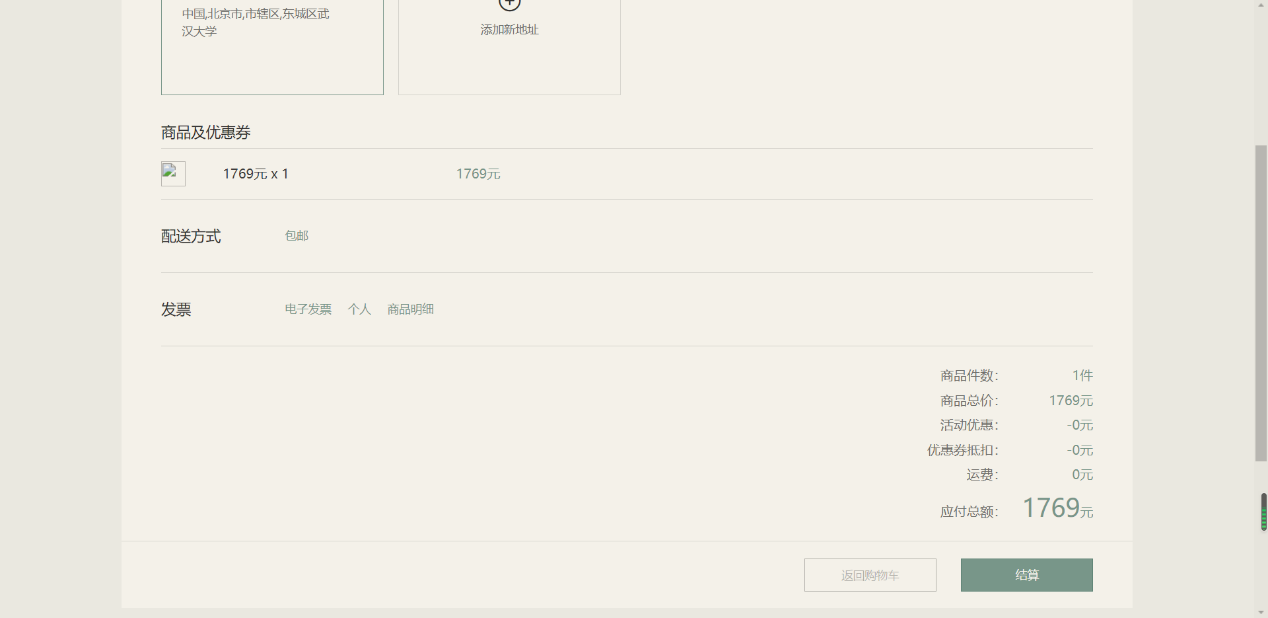 中国,北京市,市辖区,东城区武
汉大学
添加新地址
商品及优惠券
1769元 x 1
1769元
配送方式
包邮
发票
电子发票 个人 商品明细
商品件数： 1件
商品总价： 1769元
活动优惠： -0元
优惠券抵扣： -0元
运费： 0元
应付总额： 1769元
返回购物车
结算